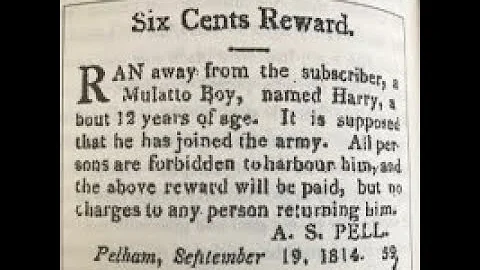 Six Cents Reward.
RAN away from the subscriber, a
Mulatto Boy, named Harry, a
bout 12 years of age. It is supposed
that he has joined the army. All per
sons are forbidden to harbour him, and
the above reward will be paid, but no
charges to any person returning him.
A. S. PELL.
Pelham, September 19, 1814. 59